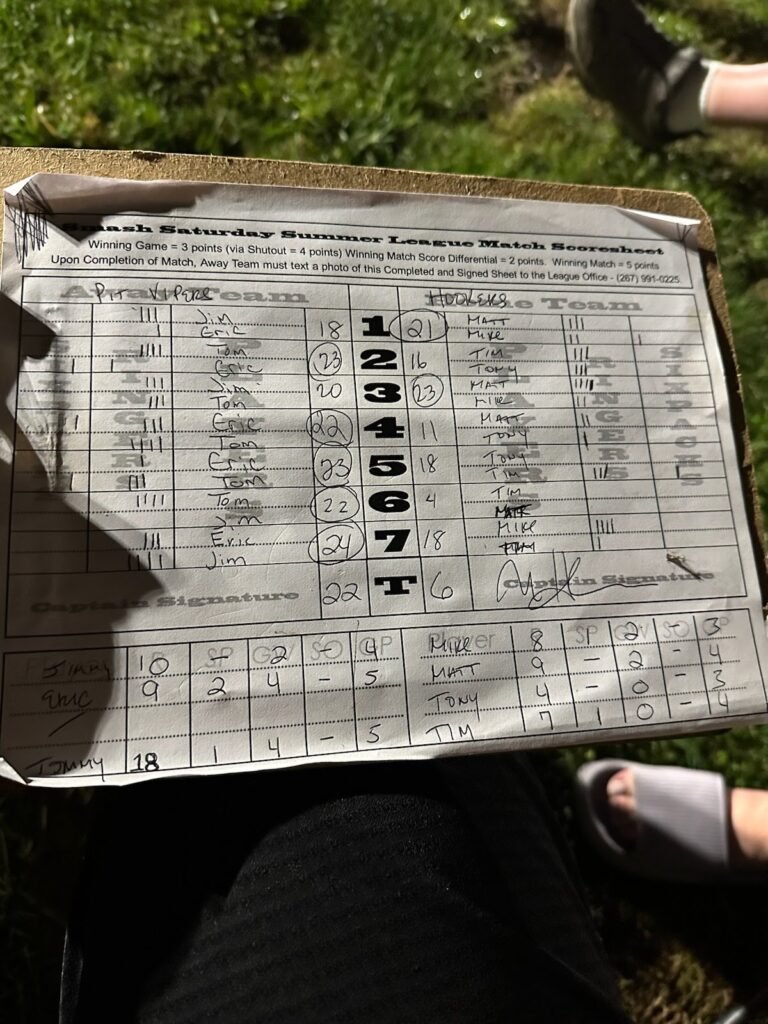 Smash Saturday Summer League Match Scoresheet
Winning Game = 3 points (via Shutout = 4 points) Winning Match Score Differential = 2 points. Winning Match = 5 points
Upon Completion of Match, Away Team must text a photo of this Completed and Signed Sheet to the League Office - (267) 991-0225
PITAVIPERS Team HOOKERS Team
Jim 18 1 21 MATT
Eric MIKE
Tom 23 2 16 TIM
Eric TONY
Jim 20 3 23 MATT
Tom MIKE
Eric 22 4 11 MATT
Tom TONY
Eric 23 5 18 TONY
Tom TIM
Tom 22 6 4 TIM
Jim MATT
Eric 24 7 18 MIKE
Jim
Captain Signature 22 T 6 Captain Signature
SP SO GP Player SP SO
JIMMY 10 - 2 - 4 MIKE 8 - 2 - 3
ERIC 9 2 4 - 5 MATT 9 - 2 - 4
TONY 4 - 0 - 3
TOMMY 18 1 4 - 5 TIM 7 1 0 - 4